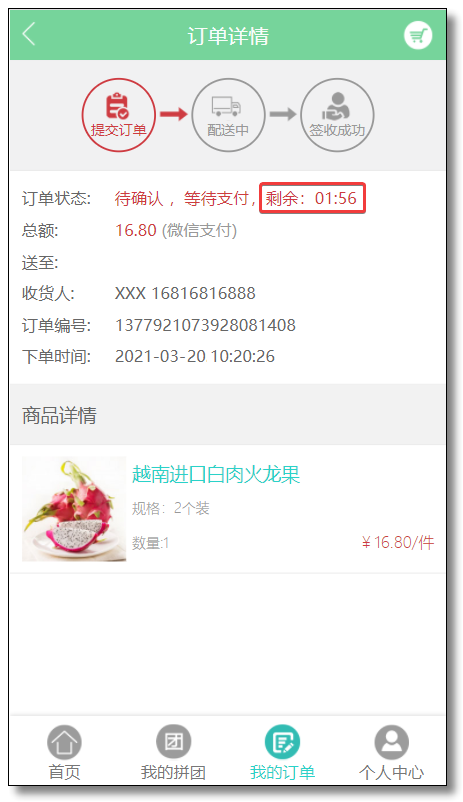 订单详情
提交订单
配送中
签收成功
订单状态: 待确认 ，等待支付, 剩余：01:56
总额: 16.80 (微信支付)
送至:
收货人: XXX 16816816888
订单编号: 1377921073928081408
下单时间: 2021-03-20 10:20:26
商品详情
越南进口白肉火龙果
规格：2个装
数量:1 ￥16.80/件
团
首页 我的拼团 我的订单 个人中心